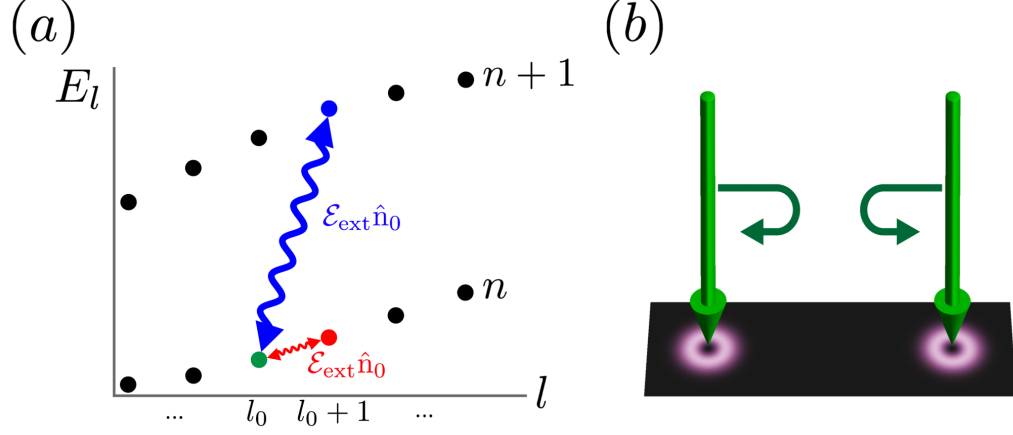 (a)
E_l
n + 1
ℰ_ext n̂_0
n
ℰ_ext n̂_0
... l_0 l_0 + 1 ... l
(b)